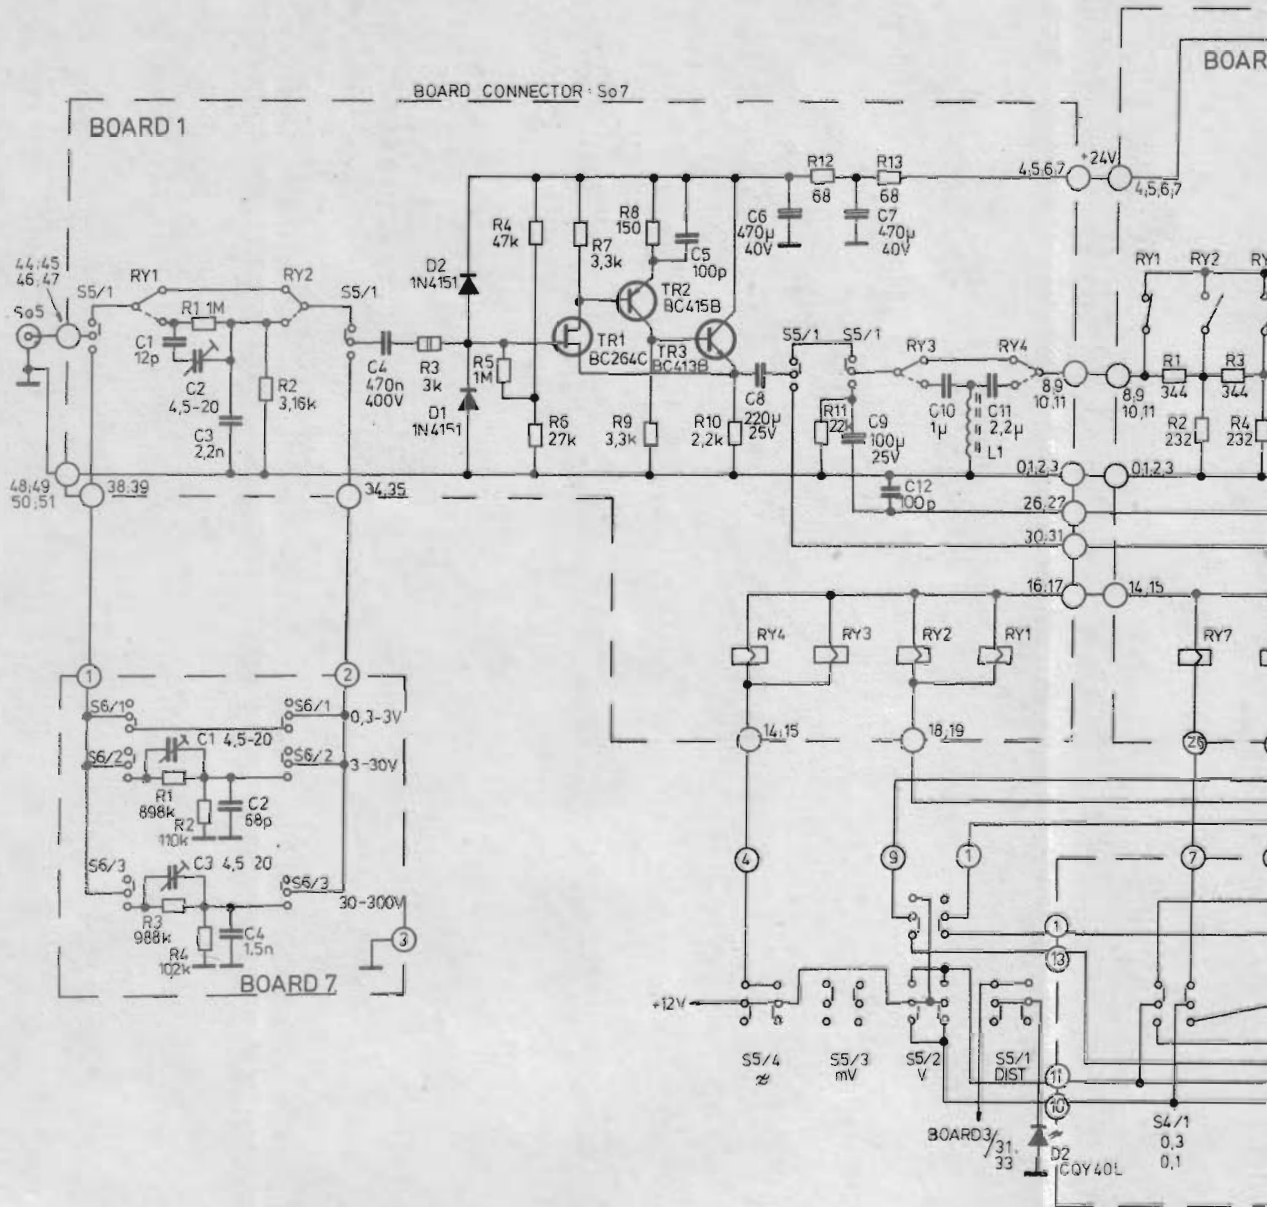 BOARD CONNECTOR: So7
BOARD 1
BOAR
+24V
4;5,6;7
4;5,6;7
R12
68
R13
68
C6
470µ
40V
C7
470µ
40V
R4
47k
R7
3,3k
R8
150
C5
100p
D2
1N4151
TR2
BC415B
TR1
BC264C
TR3
BC413B
44;45
46;47
So5
S5/1
RY1
R1 1M
RY2
S5/1
C1
12p
C2
4,5-20
R2
3,16k
C3
2,2n
C4
470n
400V
R3
3k
R5
1M
D1
1N4151
R6
27k
R9
3,3k
R10
2,2k
C8
220µ
25V
S5/1
S5/1
R11
22k
C9
100µ
25V
RY3
RY4
C10
1µ
C11
2,2µ
L1
C12
100p
8,9
10,11
8,9
10,11
RY1
RY2
RY
R1
344
R3
344
R2
232
R4
232
48;49
50;51
38;39
34,35
0,1,2,3
0,1,2,3
26;27
30;31
16,17
14,15
RY4
RY3
RY2
RY1
RY7
14;15
18,19
26
1
2
S6/1
S6/1
0,3-3V
C1 4,5-20
S6/2
S6/2
3-30V
R1
898k
R2
110k
C2
68p
S6/3
C3 4,5 20
S6/3
30-300V
R3
988k
R4
102k
C4
1,5n
3
BOARD 7
4
9
1
7
1
13
+12V
S5/4
S5/3
mV
S5/2
V
S5/1
DIST
11
10
BOARD3/31.
33
D2
CQY40L
S4/1
0,3
0,1